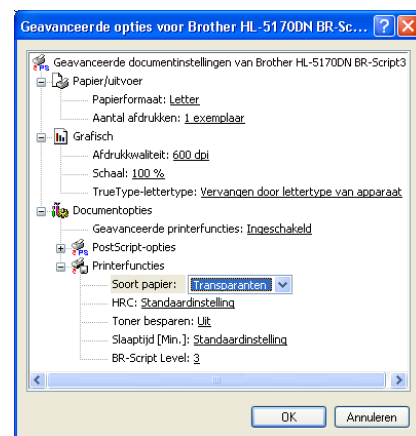 Geavanceerde opties voor Brother HL-5170DN BR-Sc...
Geavanceerde documentinstellingen van Brother HL-5170DN BR-Script3
Papier/uitvoer
Papierformaat: Letter
Aantal afdrukken: 1 exemplaar
Grafisch
Afdrukkwaliteit: 600 dpi
Schaal: 100 %
TrueType-lettertype: Vervangen door lettertype van apparaat
Documentopties
Geavanceerde printerfuncties: Ingeschakeld
PostScript-opties
Printerfuncties
Soort papier: Transparanten
HRC: Standaardinstelling
Toner besparen: Uit
Slaaptijd [Min.]: Standaardinstelling
BR-Script Level: 3
OK Annuleren